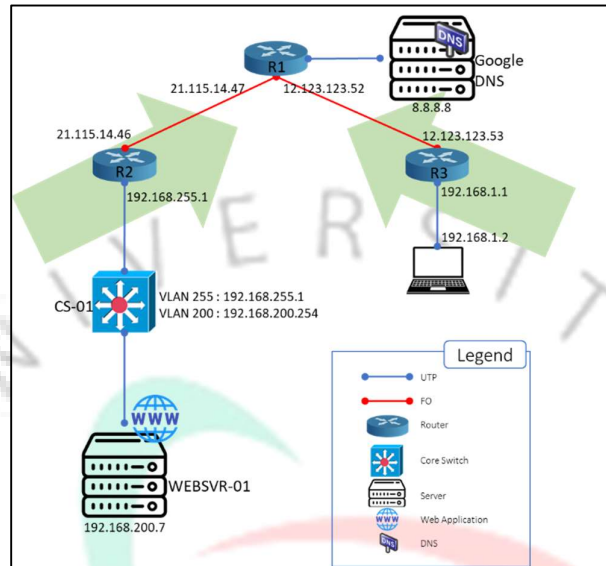 DNS
Google
DNS
R1
21.115.14.47
12.123.123.52
8.8.8.8
21.115.14.46
12.123.123.53
R2
R3
192.168.255.1
192.168.1.1
192.168.1.2
UNIVERSIT
CS-01
VLAN 255 : 192.168.255.1
VLAN 200 : 192.168.200.254
WWW
WEBSVR-01
192.168.200.7
Legend
UTP
FO
Router
Core Switch
Server
WWW
Web Application
DNS
DNS